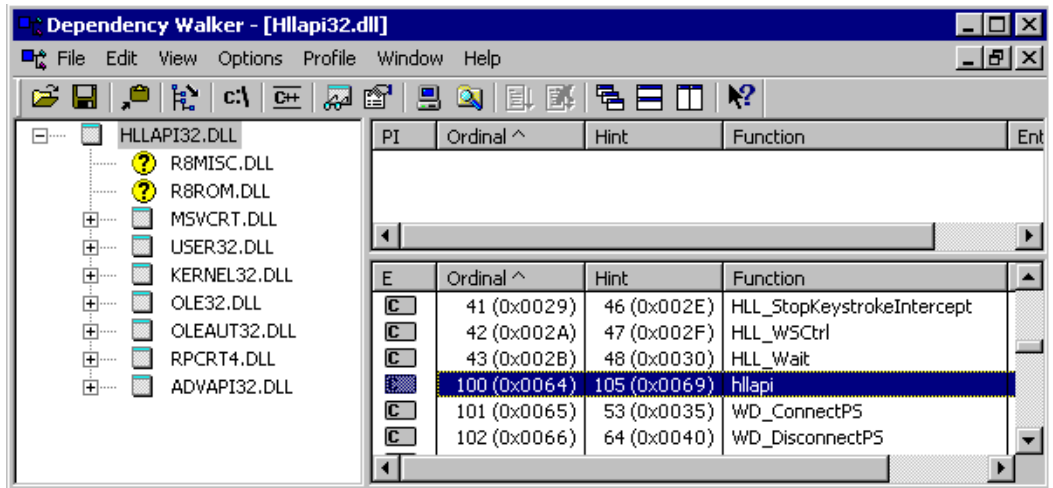 Dependency Walker - [Hllapi32.dll]
File Edit View Options Profile Window Help
c:\ C++
HLLAPI32.DLL
R8MISC.DLL
R8ROM.DLL
MSVCRT.DLL
USER32.DLL
KERNEL32.DLL
OLE32.DLL
OLEAUT32.DLL
RPCRT4.DLL
ADVAPI32.DLL
PI Ordinal ^ Hint Function Ent
E Ordinal ^ Hint Function
C 41 (0x0029) 46 (0x002E) HLL_StopKeystrokeIntercept
C 42 (0x002A) 47 (0x002F) HLL_WSCtrl
C 43 (0x002B) 48 (0x0030) HLL_Wait
C 100 (0x0064) 105 (0x0069) hllapi
C 101 (0x0065) 53 (0x0035) WD_ConnectPS
C 102 (0x0066) 64 (0x0040) WD_DisconnectPS